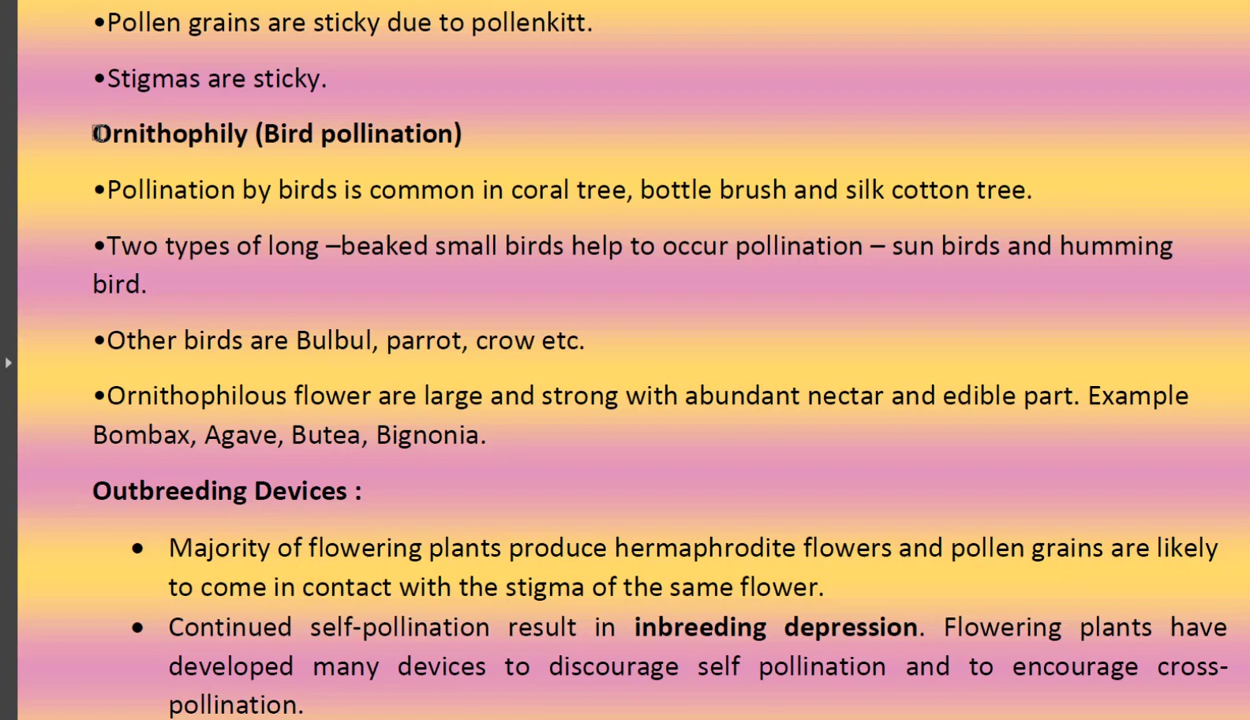 •Pollen grains are sticky due to pollenkitt.
•Stigmas are sticky.
Ornithophily (Bird pollination)
•Pollination by birds is common in coral tree, bottle brush and silk cotton tree.
•Two types of long –beaked small birds help to occur pollination – sun birds and humming
bird.
•Other birds are Bulbul, parrot, crow etc.
•Ornithophilous flower are large and strong with abundant nectar and edible part. Example
Bombax, Agave, Butea, Bignonia.
Outbreeding Devices :
• Majority of flowering plants produce hermaphrodite flowers and pollen grains are likely
to come in contact with the stigma of the same flower.
• Continued self-pollination result in inbreeding depression. Flowering plants have
developed many devices to discourage self pollination and to encourage cross-
pollination.